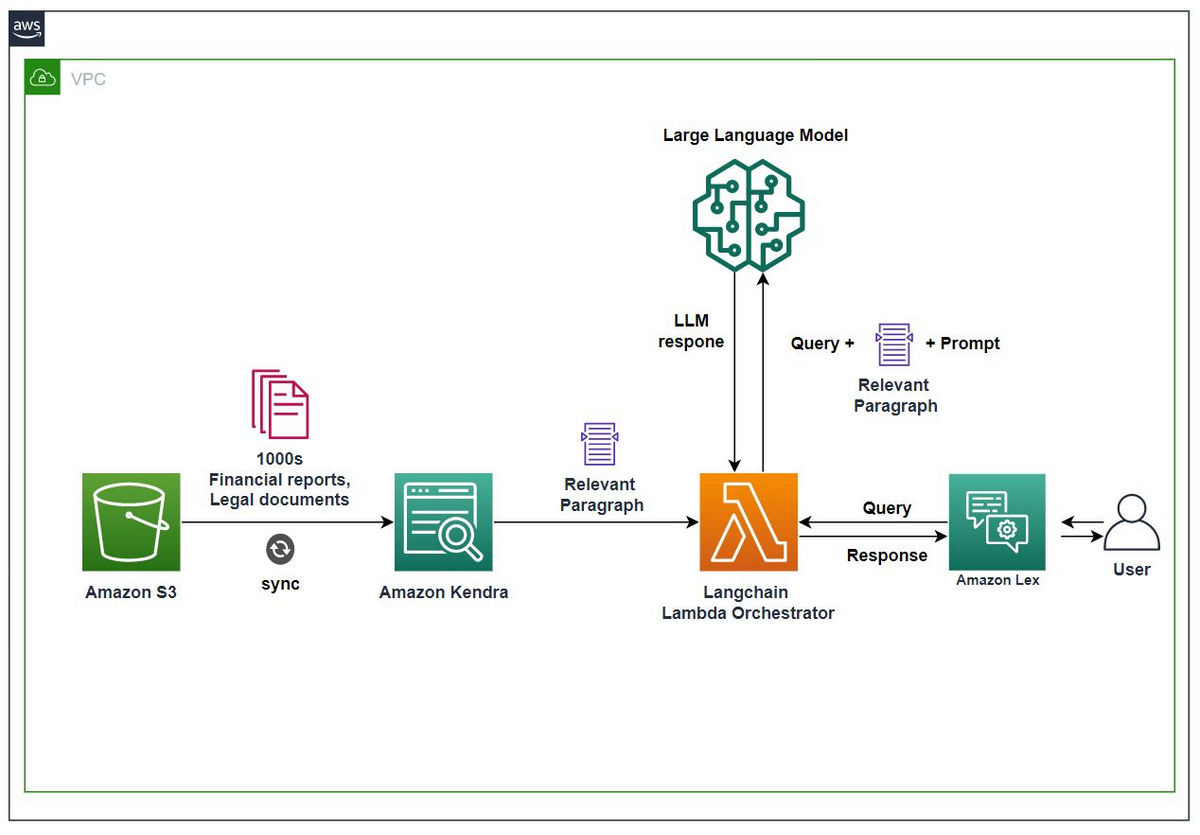 aws
VPC
Large Language Model
LLM
respone
Query +
+ Prompt
Relevant
Paragraph
1000s
Financial reports,
Legal documents
sync
Relevant
Paragraph
Query
Response
Amazon S3
Amazon Kendra
Langchain
Lambda Orchestrator
Amazon Lex
User